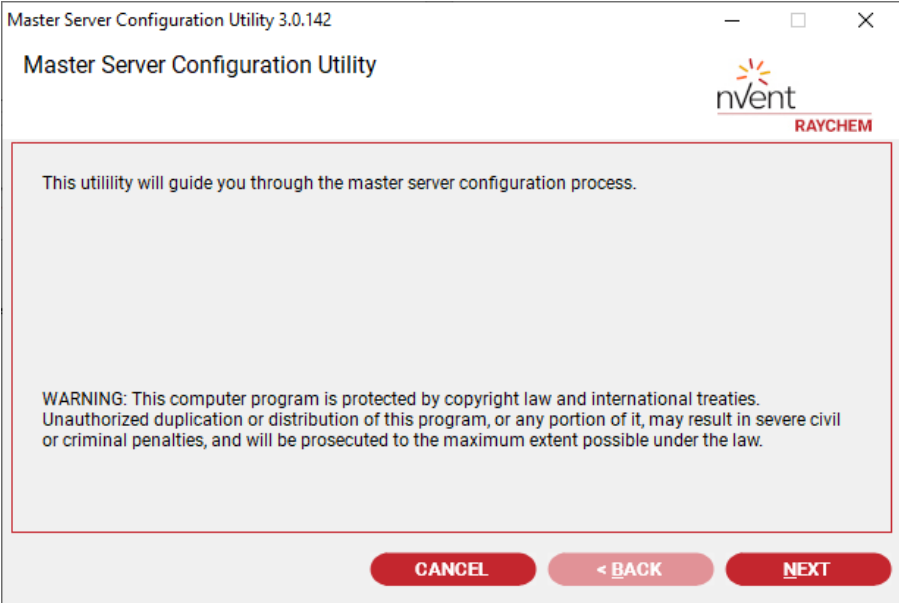 Master Server Configuration Utility 3.0.142
Master Server Configuration Utility
nvent
RAYCHEM
This utilility will guide you through the master server configuration process.
WARNING: This computer program is protected by copyright law and international treaties.
Unauthorized duplication or distribution of this program, or any portion of it, may result in severe civil
or criminal penalties, and will be prosecuted to the maximum extent possible under the law.
CANCEL
< BACK
NEXT